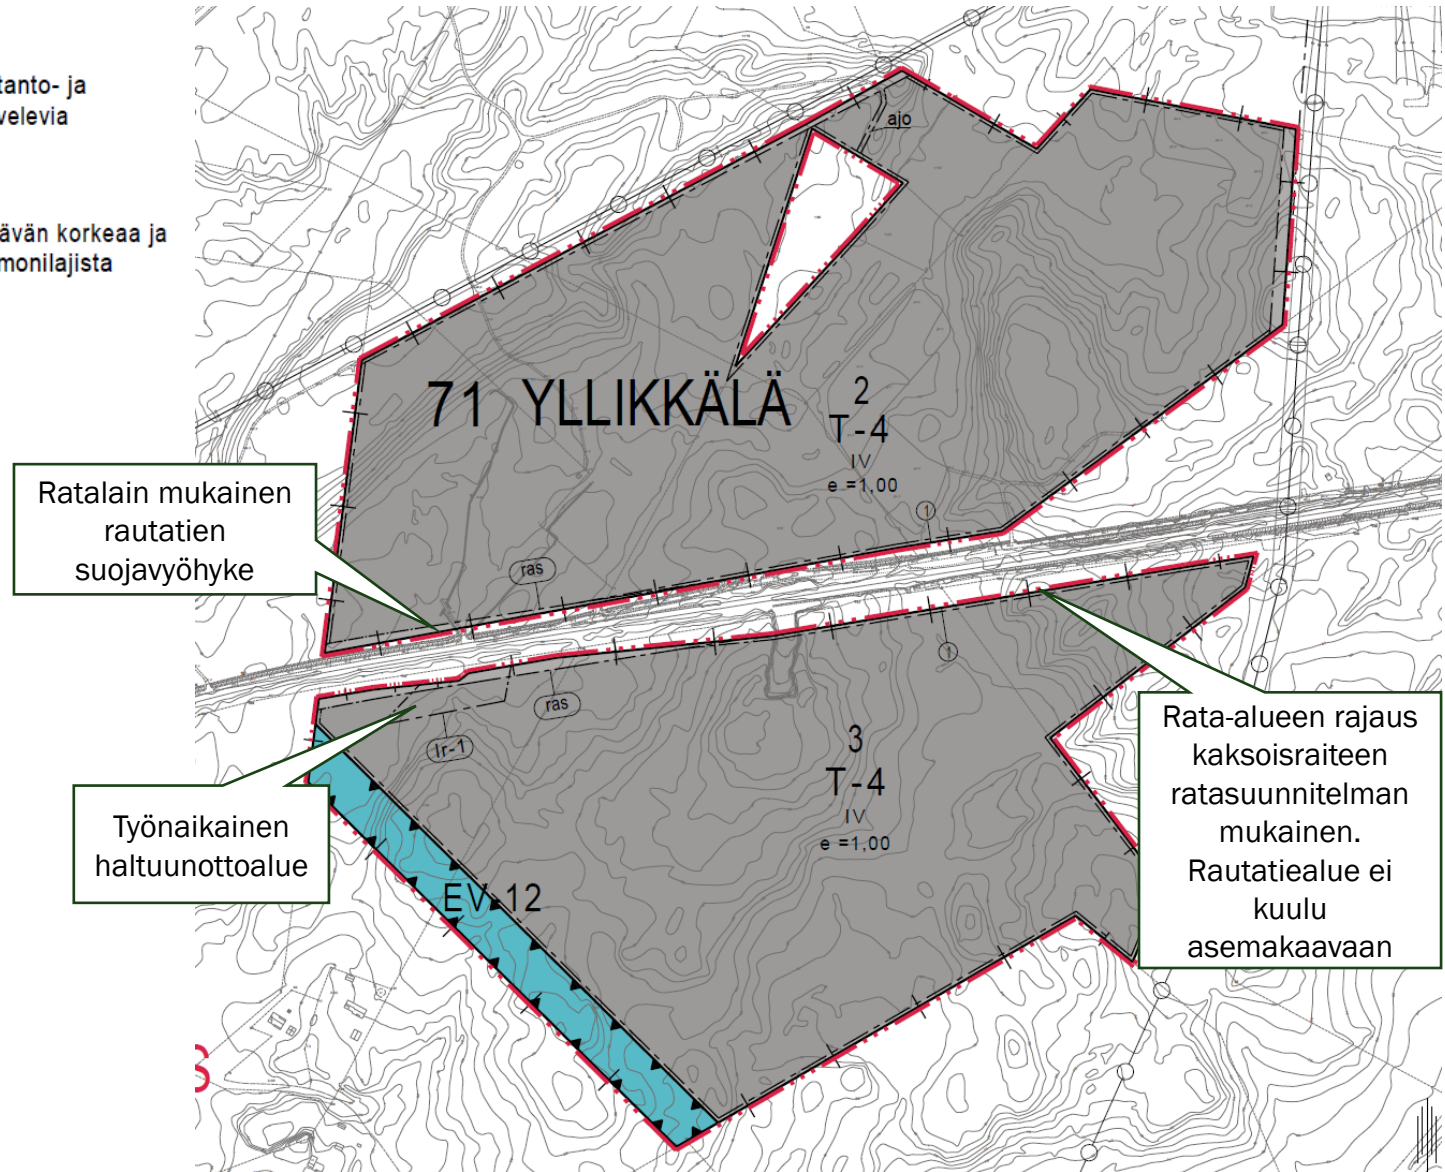 tanto- ja
velevia
ävän korkeaa ja
monilajista
ajo
71 YLLIKKÄLÄ
2
T-4
IV
e =1,00
1
ras
Ratalain mukainen
rautatien
suojavyöhyke
1
ras
lr-1
3
T-4
IV
e =1,00
EV-12
Työnaikainen
haltuunottoalue
Rata-alueen rajaus
kaksoisraiteen
ratasuunnitelman
mukainen.
Rautatiealue ei
kuulu
asemakaavaan
S